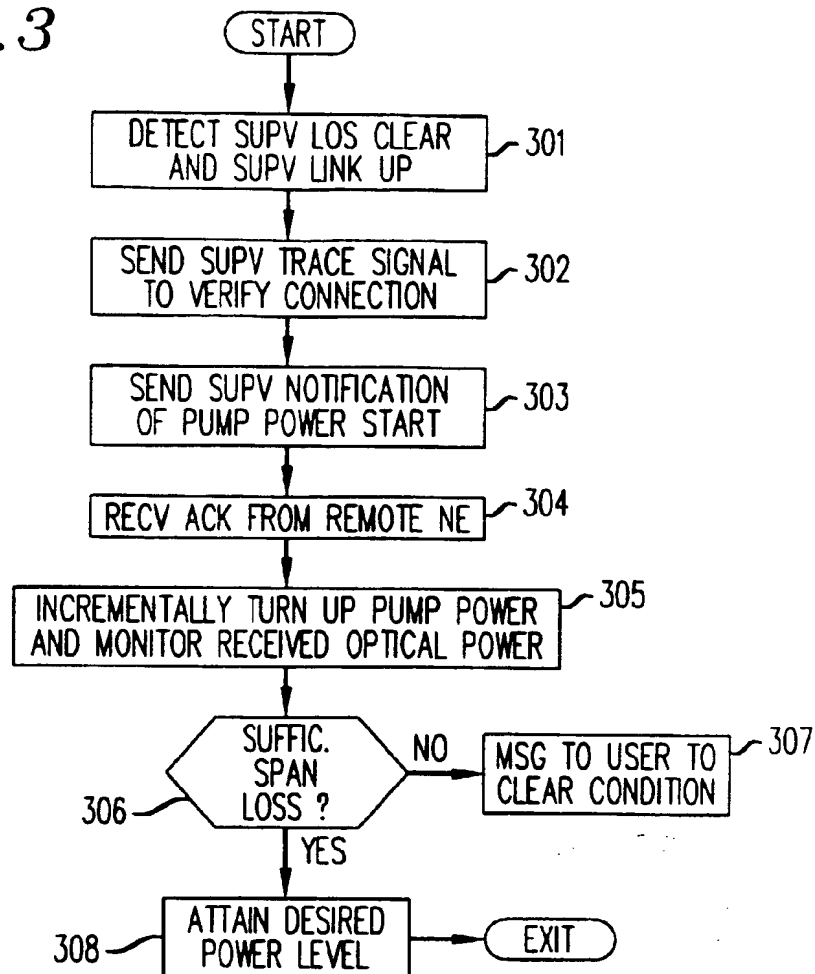 .3
START
DETECT SUPV LOS CLEAR
AND SUPV LINK UP
301
SEND SUPV TRACE SIGNAL
TO VERIFY CONNECTION
302
SEND SUPV NOTIFICATION
OF PUMP POWER START
303
RECV ACK FROM REMOTE NE
304
INCREMENTALLY TURN UP PUMP POWER
AND MONITOR RECEIVED OPTICAL POWER
305
SUFFIC.
SPAN
LOSS ?
306
NO
MSG TO USER TO
CLEAR CONDITION
307
YES
ATTAIN DESIRED
POWER LEVEL
308
EXIT